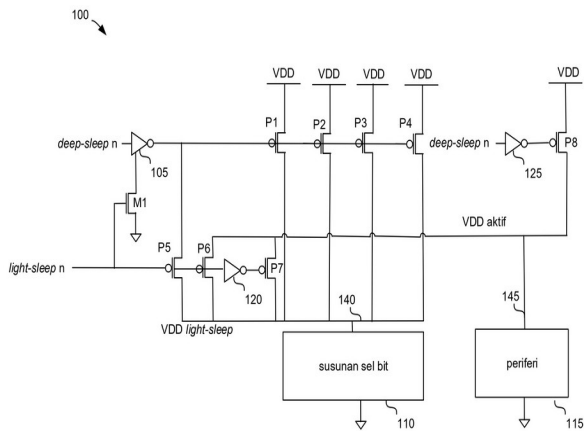 100
VDD
VDD
VDD
VDD
VDD
P1
P2
P3
P4
deep-sleep n
105
deep-sleep n
125
P8
M1
VDD aktif
P5
P6
light-sleep n
120
P7
VDD light-sleep
140
145
susunan sel bit
110
periferi
115